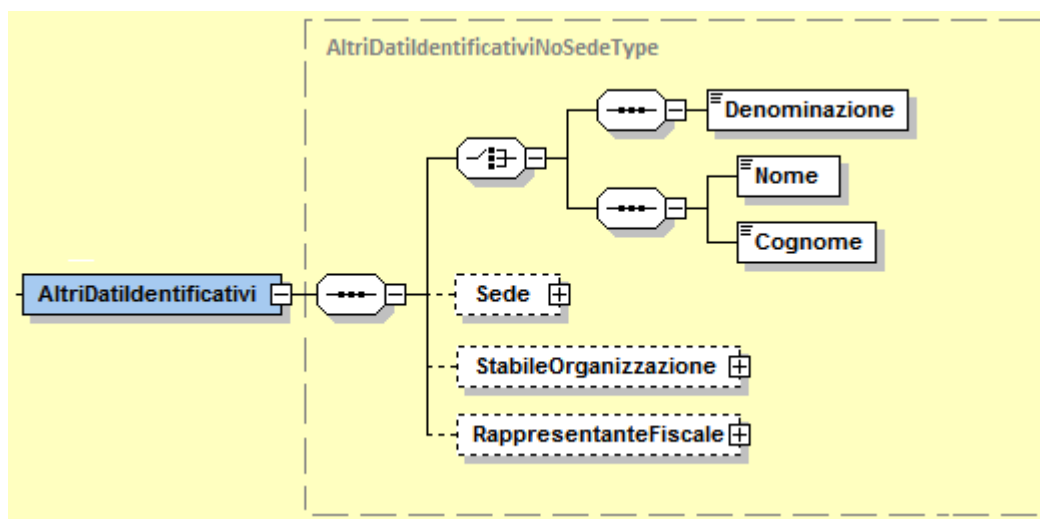 AltriDatiIdentificativiNoSedeType
Denominazione
Nome
Cognome
AltriDatiIdentificativi
Sede
StabileOrganizzazione
RappresentanteFiscale